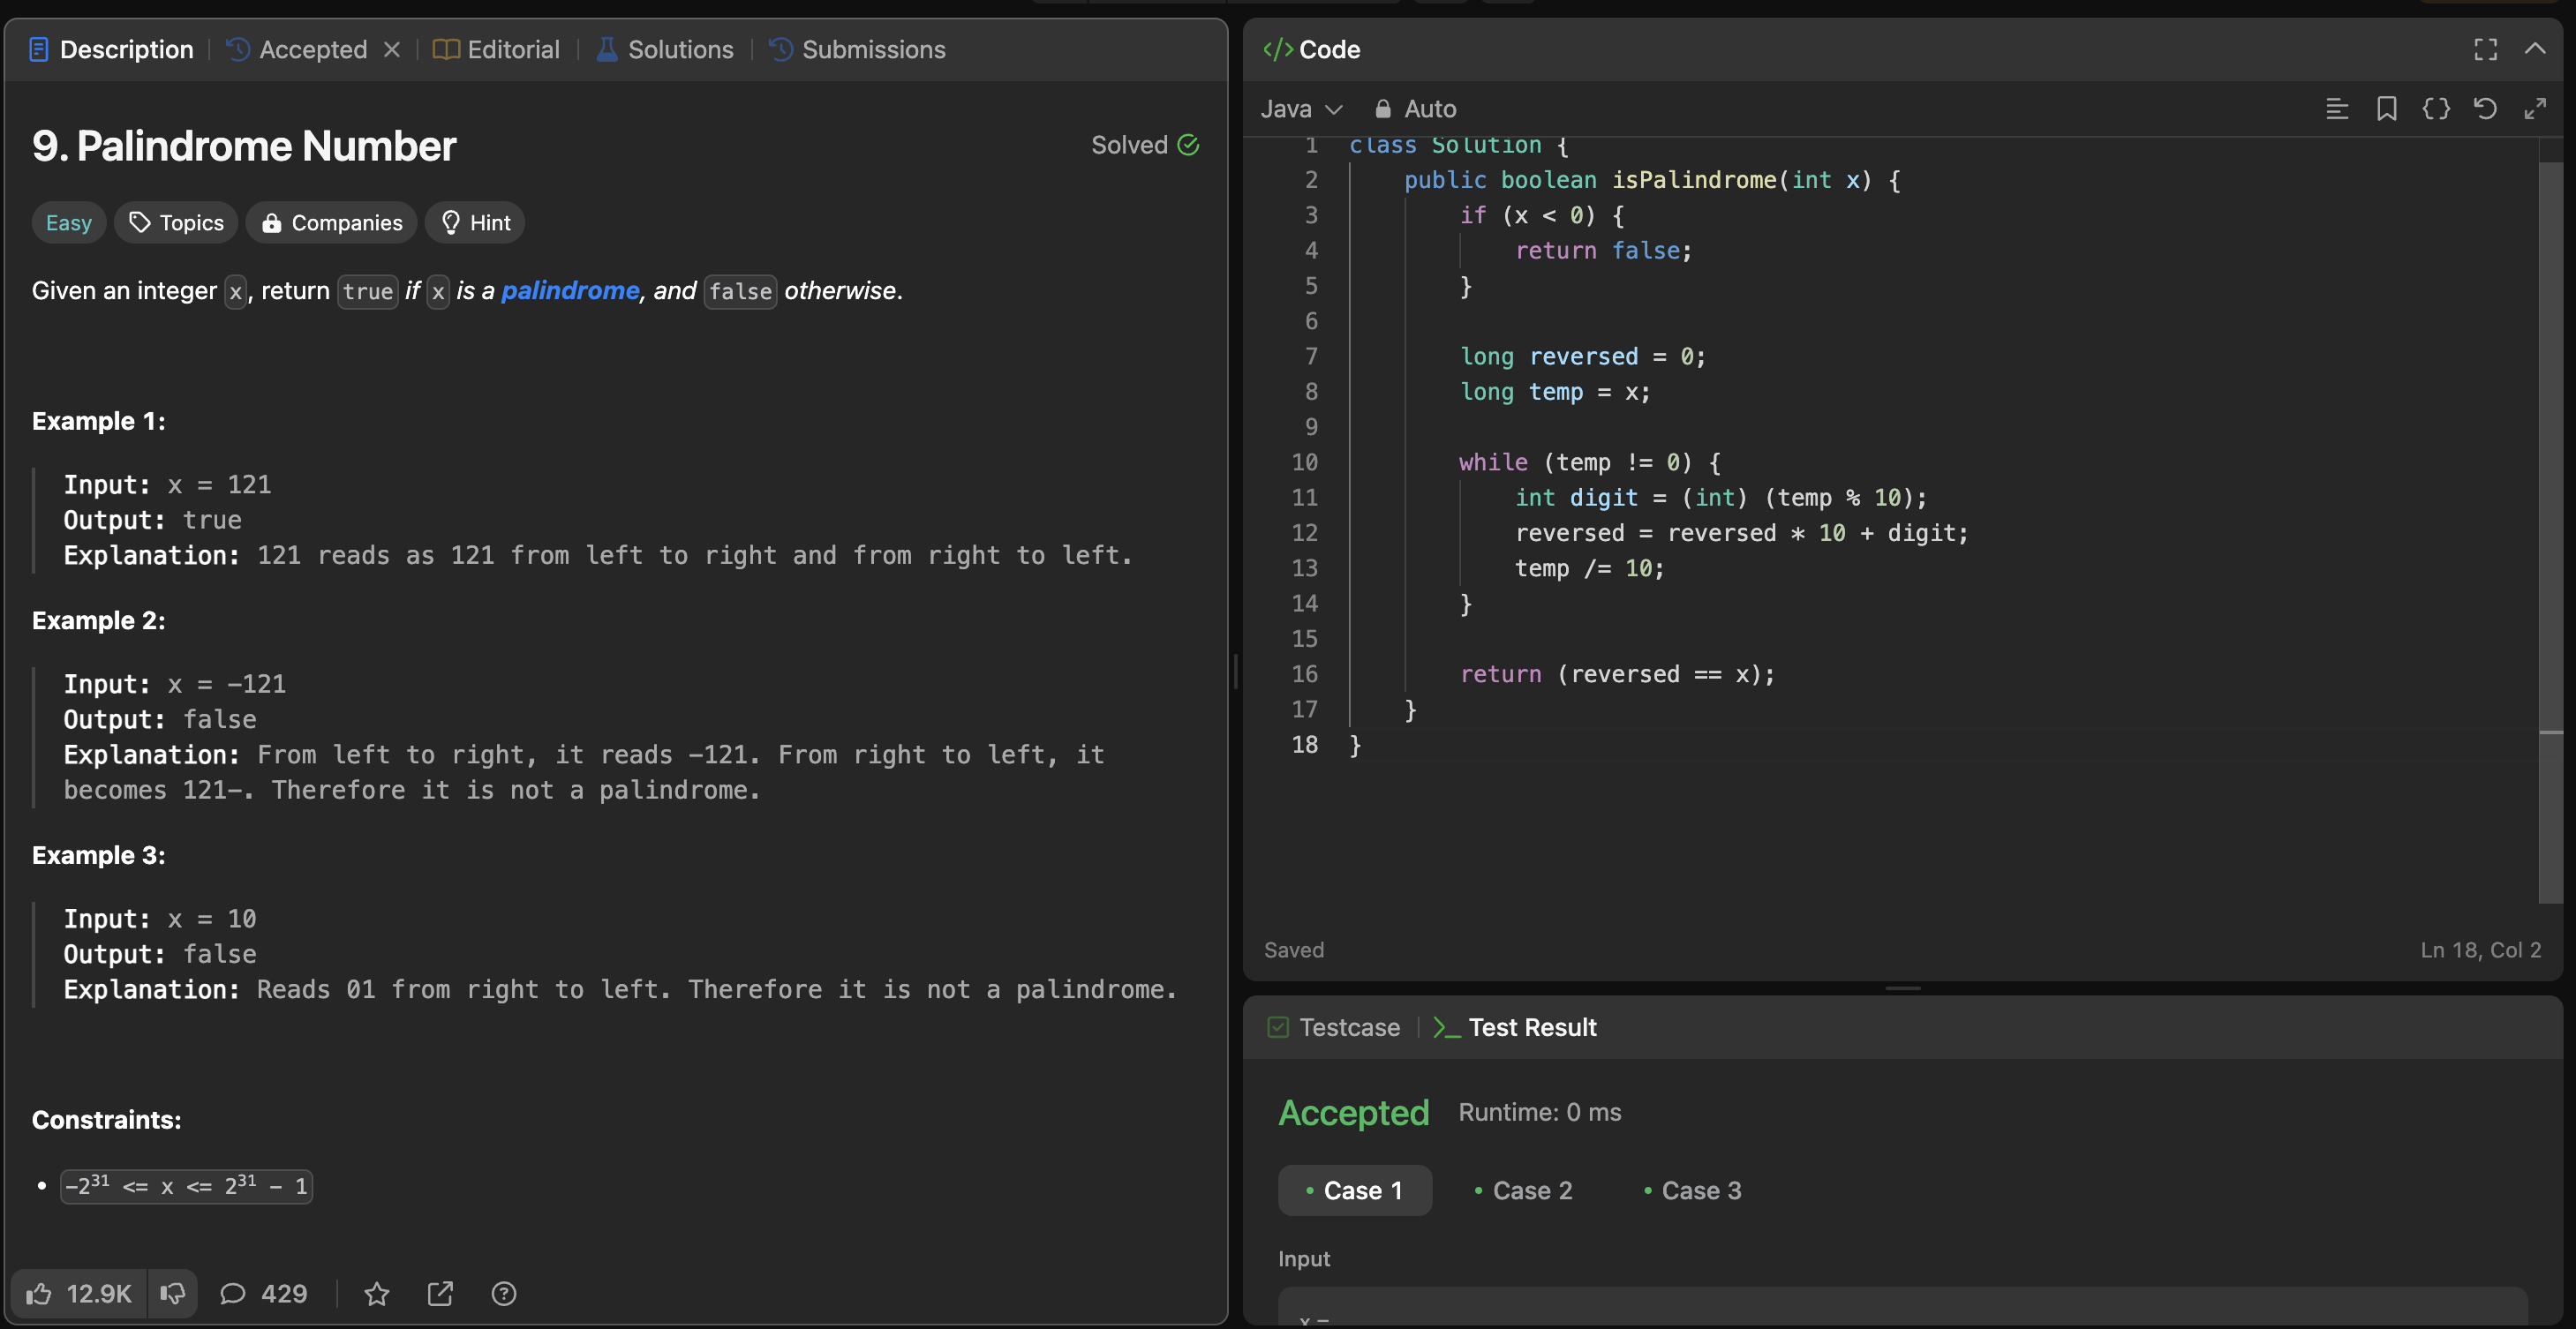 Description
Accepted
Editorial
Solutions
Submissions
9. Palindrome Number
Solved
Easy
Topics
Companies
Hint
Given an integer x, return true if x is a palindrome, and false otherwise.
Example 1:
Input: x = 121
Output: true
Explanation: 121 reads as 121 from left to right and from right to left.
Example 2:
Input: x = -121
Output: false
Explanation: From left to right, it reads -121. From right to left, it
becomes 121-. Therefore it is not a palindrome.
Example 3:
Input: x = 10
Output: false
Explanation: Reads 01 from right to left. Therefore it is not a palindrome.
Constraints:
• -2³¹ <= x <= 2³¹ - 1
12.9K
429
</> Code
Java
Auto
1 class Solution {
2     public boolean isPalindrome(int x) {
3         if (x < 0) {
4             return false;
5         }
6
7         long reversed = 0;
8         long temp = x;
9
10         while (temp != 0) {
11             int digit = (int) (temp % 10);
12             reversed = reversed * 10 + digit;
13             temp /= 10;
14         }
15
16         return (reversed == x);
17     }
18 }
Saved
Ln 18, Col 2
Testcase
>_ Test Result
Accepted
Runtime: 0 ms
• Case 1
• Case 2
• Case 3
Input
x =